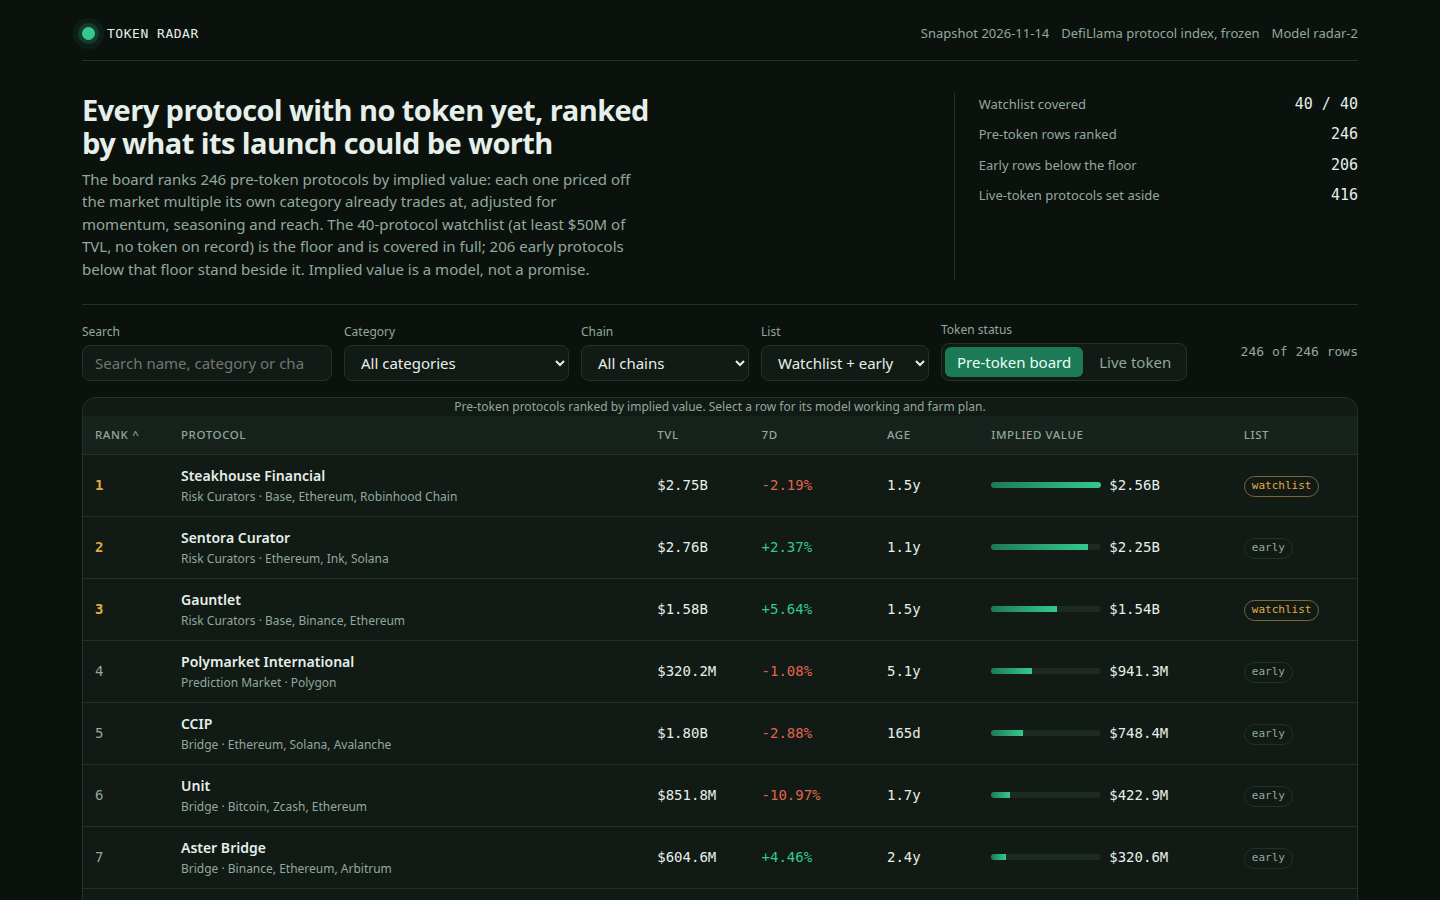 TOKEN RADAR
Snapshot 2026-11-14 DefiLlama protocol index, frozen Model radar-2
Every protocol with no token yet, ranked
by what its launch could be worth
The board ranks 246 pre-token protocols by implied value: each one priced off
the market multiple its own category already trades at, adjusted for
momentum, seasoning and reach. The 40-protocol watchlist (at least $50M of
TVL, no token on record) is the floor and is covered in full; 206 early protocols
below that floor stand beside it. Implied value is a model, not a promise.
Watchlist covered 40 / 40
Pre-token rows ranked 246
Early rows below the floor 206
Live-token protocols set aside 416
Search Category Chain List Token status
Search name, category or cha All categories All chains Watchlist + early Pre-token board Live token 246 of 246 rows
Pre-token protocols ranked by implied value. Select a row for its model working and farm plan.
RANK ^ PROTOCOL TVL 7D AGE IMPLIED VALUE LIST
1 Steakhouse Financial $2.75B -2.19% 1.5y $2.56B watchlist
Risk Curators · Base, Ethereum, Robinhood Chain
2 Sentora Curator $2.76B +2.37% 1.1y $2.25B early
Risk Curators · Ethereum, Ink, Solana
3 Gauntlet $1.58B +5.64% 1.5y $1.54B watchlist
Risk Curators · Base, Binance, Ethereum
4 Polymarket International $320.2M -1.08% 5.1y $941.3M early
Prediction Market · Polygon
5 CCIP $1.80B -2.88% 165d $748.4M early
Bridge · Ethereum, Solana, Avalanche
6 Unit $851.8M -10.97% 1.7y $422.9M early
Bridge · Bitcoin, Zcash, Ethereum
7 Aster Bridge $604.6M +4.46% 2.4y $320.6M early
Bridge · Binance, Ethereum, Arbitrum